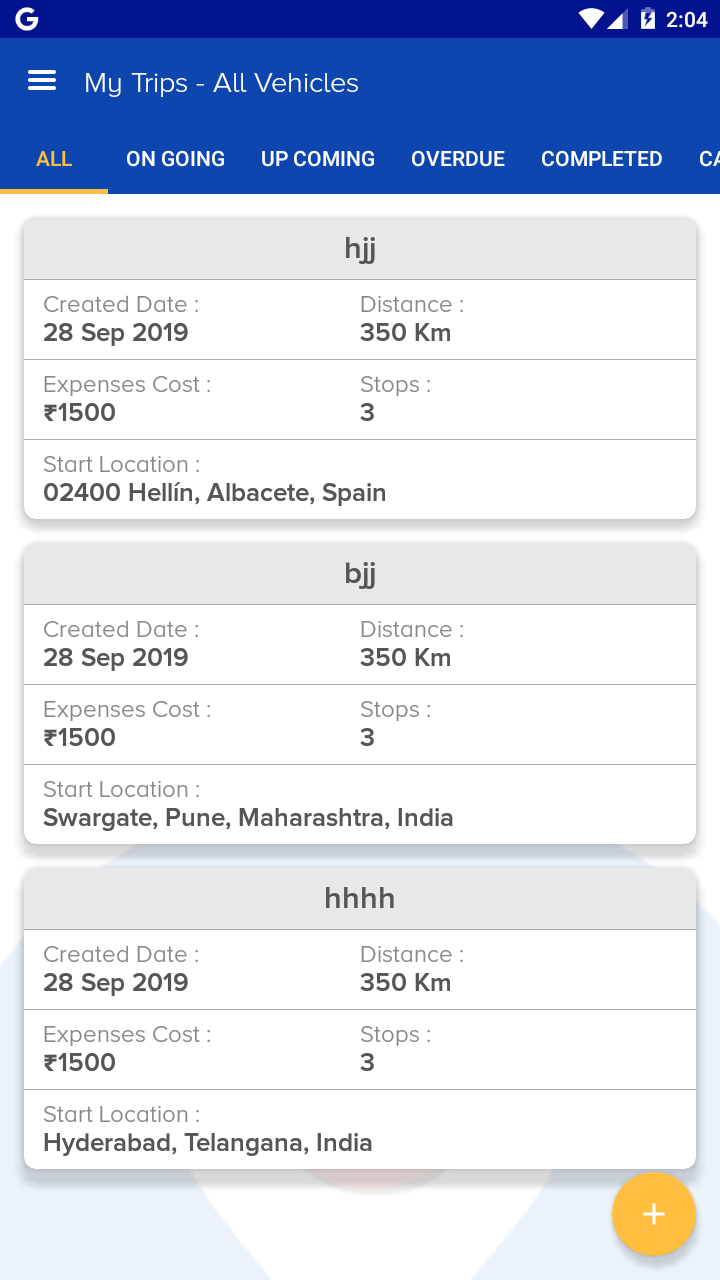 G 2:04
My Trips - All Vehicles
ALL ON GOING UP COMING OVERDUE COMPLETED CA
hjj
Created Date : Distance :
28 Sep 2019 350 Km
Expenses Cost : Stops :
₹1500 3
Start Location :
02400 Hellín, Albacete, Spain
bjj
Created Date : Distance :
28 Sep 2019 350 Km
Expenses Cost : Stops :
₹1500 3
Start Location :
Swargate, Pune, Maharashtra, India
hhhh
Created Date : Distance :
28 Sep 2019 350 Km
Expenses Cost : Stops :
₹1500 3
Start Location :
Hyderabad, Telangana, India
+